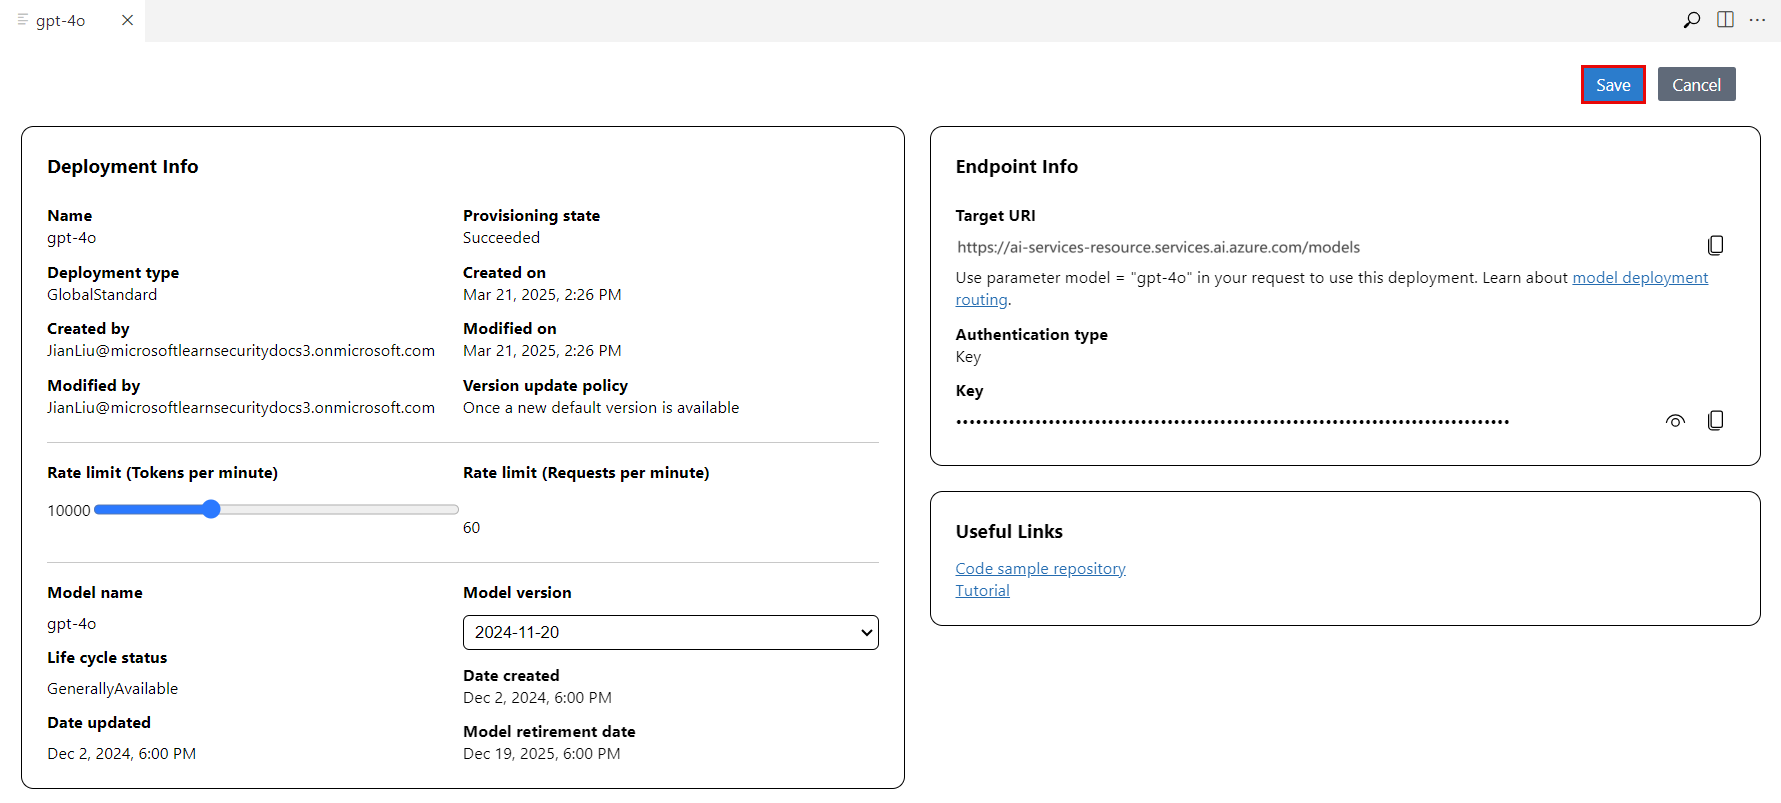 gpt-4o
Save
Cancel
Deployment Info
Name
gpt-4o
Provisioning state
Succeeded
Deployment type
GlobalStandard
Created on
Mar 21, 2025, 2:26 PM
Created by
JianLiu@microsoftlearnsecuritydocs3.onmicrosoft.com
Modified on
Mar 21, 2025, 2:26 PM
Modified by
JianLiu@microsoftlearnsecuritydocs3.onmicrosoft.com
Version update policy
Once a new default version is available
Rate limit (Tokens per minute)
10000
Rate limit (Requests per minute)
60
Model name
gpt-4o
Life cycle status
GenerallyAvailable
Date updated
Dec 2, 2024, 6:00 PM
Model version
2024-11-20
Date created
Dec 2, 2024, 6:00 PM
Model retirement date
Dec 19, 2025, 6:00 PM
Endpoint Info
Target URI
https://ai-services-resource.services.ai.azure.com/models
Use parameter model = "gpt-4o" in your request to use this deployment. Learn about model deployment
routing.
Authentication type
Key
Key
Useful Links
Code sample repository
Tutorial